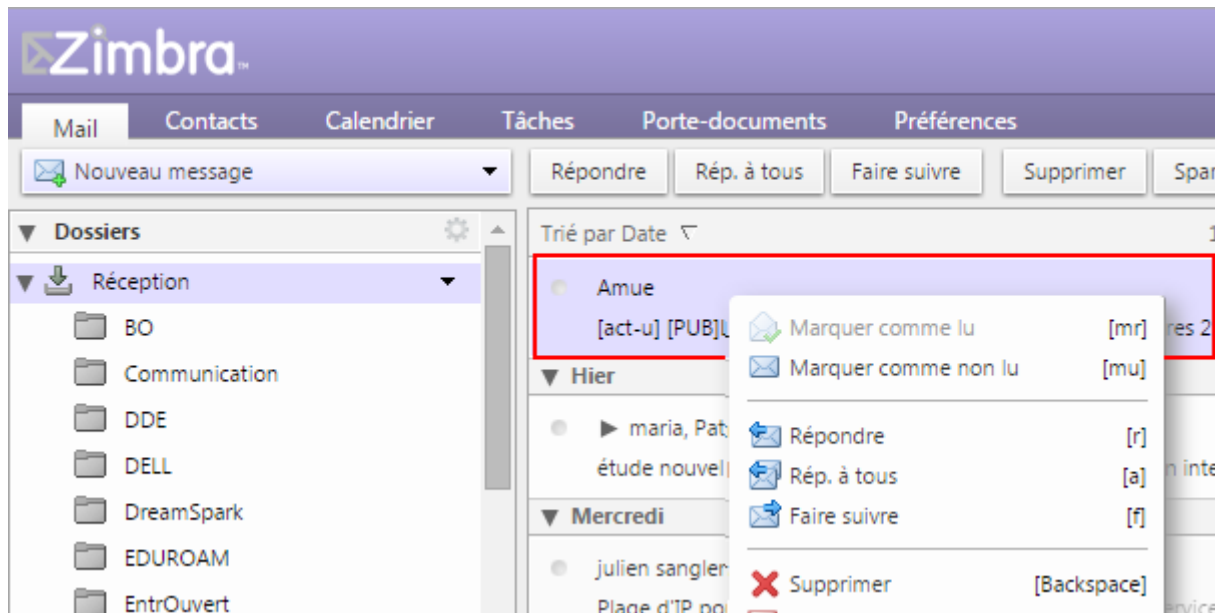 Zimbra™
Mail Contacts Calendrier Tâches Porte-documents Préférences
Nouveau message Répondre Rép. à tous Faire suivre Supprimer
Dossiers
Trié par Date
Réception
Amue
[act-u] [PUB]L
Marquer comme lu [mr]
Marquer comme non lu [mu]
Répondre [r]
Rép. à tous [a]
Faire suivre [f]
Supprimer [Backspace]
Hier
maria, Pat
étude nouvel
Mercredi
julien sangler
Plage d'IP
BO
Communication
DDE
DELL
DreamSpark
EDUROAM
EntrOuvert